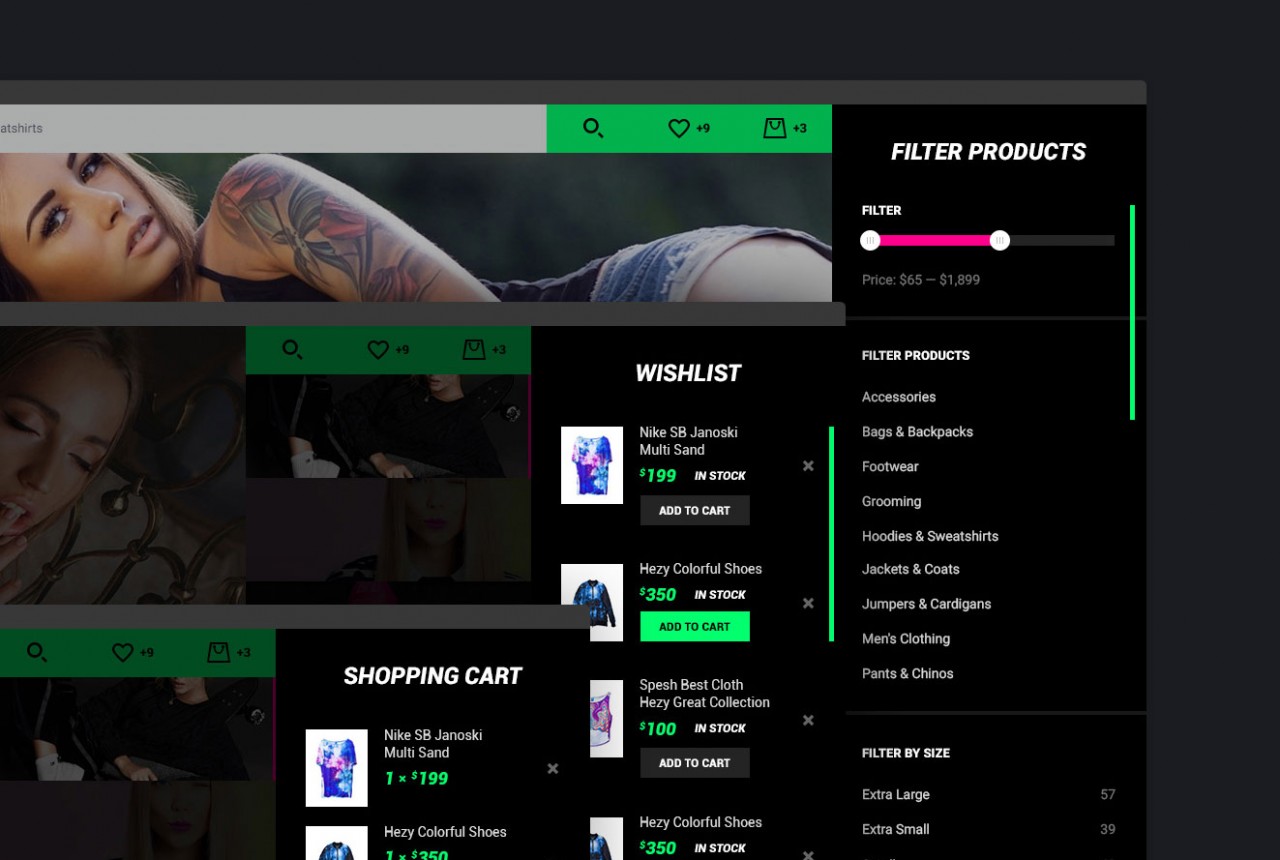 atshirts
+9
+3
FILTER PRODUCTS
FILTER
Price: $65 — $1,899
FILTER PRODUCTS
Accessories
Bags & Backpacks
Footwear
Grooming
Hoodies & Sweatshirts
Jackets & Coats
Jumpers & Cardigans
Men's Clothing
Pants & Chinos
FILTER BY SIZE
Extra Large 57
Extra Small 39
+9
+3
WISHLIST
Nike SB Janoski
Multi Sand
$199 IN STOCK
ADD TO CART
Hezy Colorful Shoes
$350 IN STOCK
ADD TO CART
Spesh Best Cloth
Hezy Great Collection
$100 IN STOCK
ADD TO CART
Hezy Colorful Shoes
$350 IN STOCK
+9
+3
SHOPPING CART
Nike SB Janoski
Multi Sand
1 × $199
Hezy Colorful Shoes
1 × $350